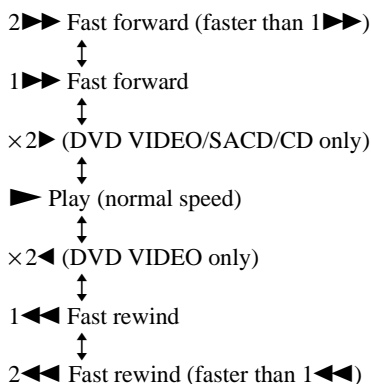 2▶▶ Fast forward (faster than 1▶▶)
↕
1▶▶ Fast forward
↕
×2▶ (DVD VIDEO/SACD/CD only)
↕
▶ Play (normal speed)
↕
×2◀ (DVD VIDEO only)
↕
1◀◀ Fast rewind
↕
2◀◀ Fast rewind (faster than 1◀◀)